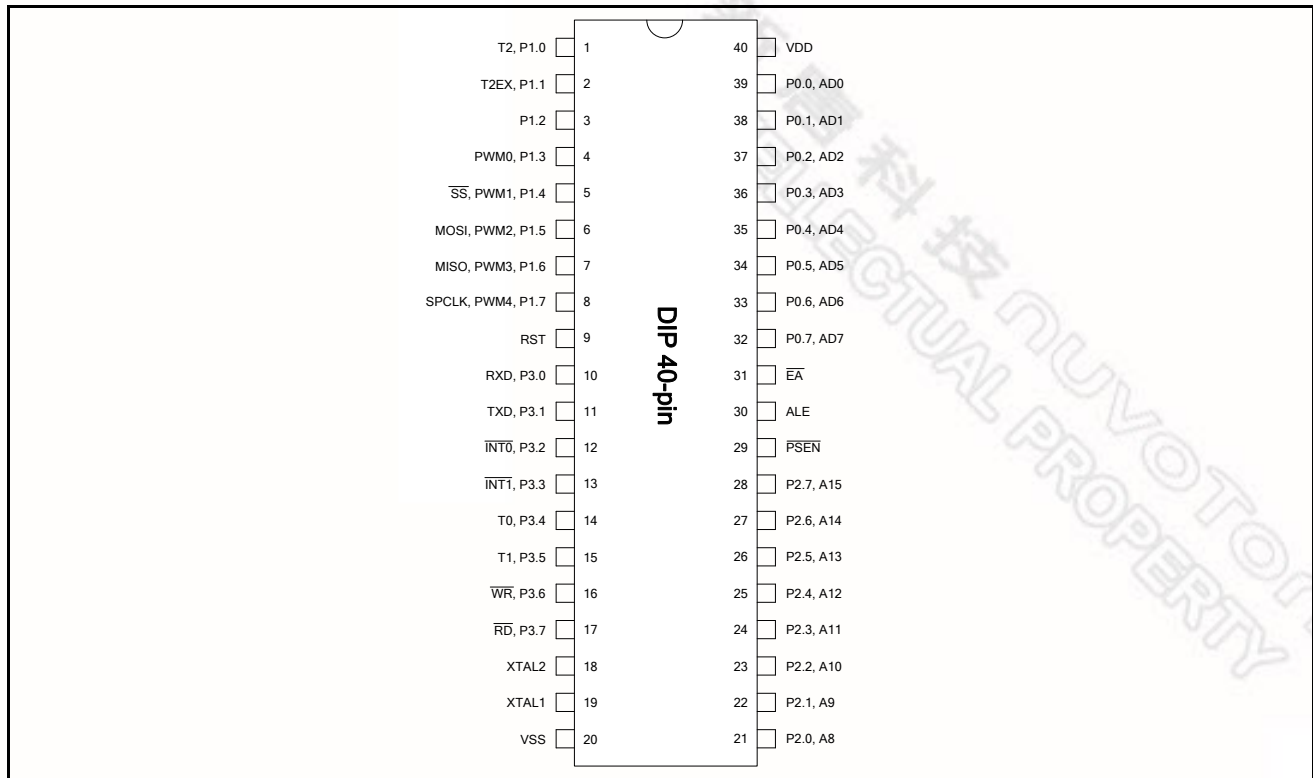 T2, P1.0 1 40 VDD
T2EX, P1.1 2 39 P0.0, AD0
P1.2 3 38 P0.1, AD1
PWM0, P1.3 4 37 P0.2, AD2
S̅S̅, PWM1, P1.4 5 36 P0.3, AD3
MOSI, PWM2, P1.5 6 35 P0.4, AD4
MISO, PWM3, P1.6 7 34 P0.5, AD5
SPCLK, PWM4, P1.7 8 33 P0.6, AD6
RST 9 32 P0.7, AD7
RXD, P3.0 10 31 E̅A̅
TXD, P3.1 11 30 ALE
I̅N̅T̅0̅, P3.2 12 29 P̅S̅E̅N̅
I̅N̅T̅1̅, P3.3 13 28 P2.7, A15
T0, P3.4 14 27 P2.6, A14
T1, P3.5 15 26 P2.5, A13
W̅R̅, P3.6 16 25 P2.4, A12
R̅D̅, P3.7 17 24 P2.3, A11
XTAL2 18 23 P2.2, A10
XTAL1 19 22 P2.1, A9
VSS 20 21 P2.0, A8
DIP 40-pin
唐科技 nuvoTon
PROPERTY